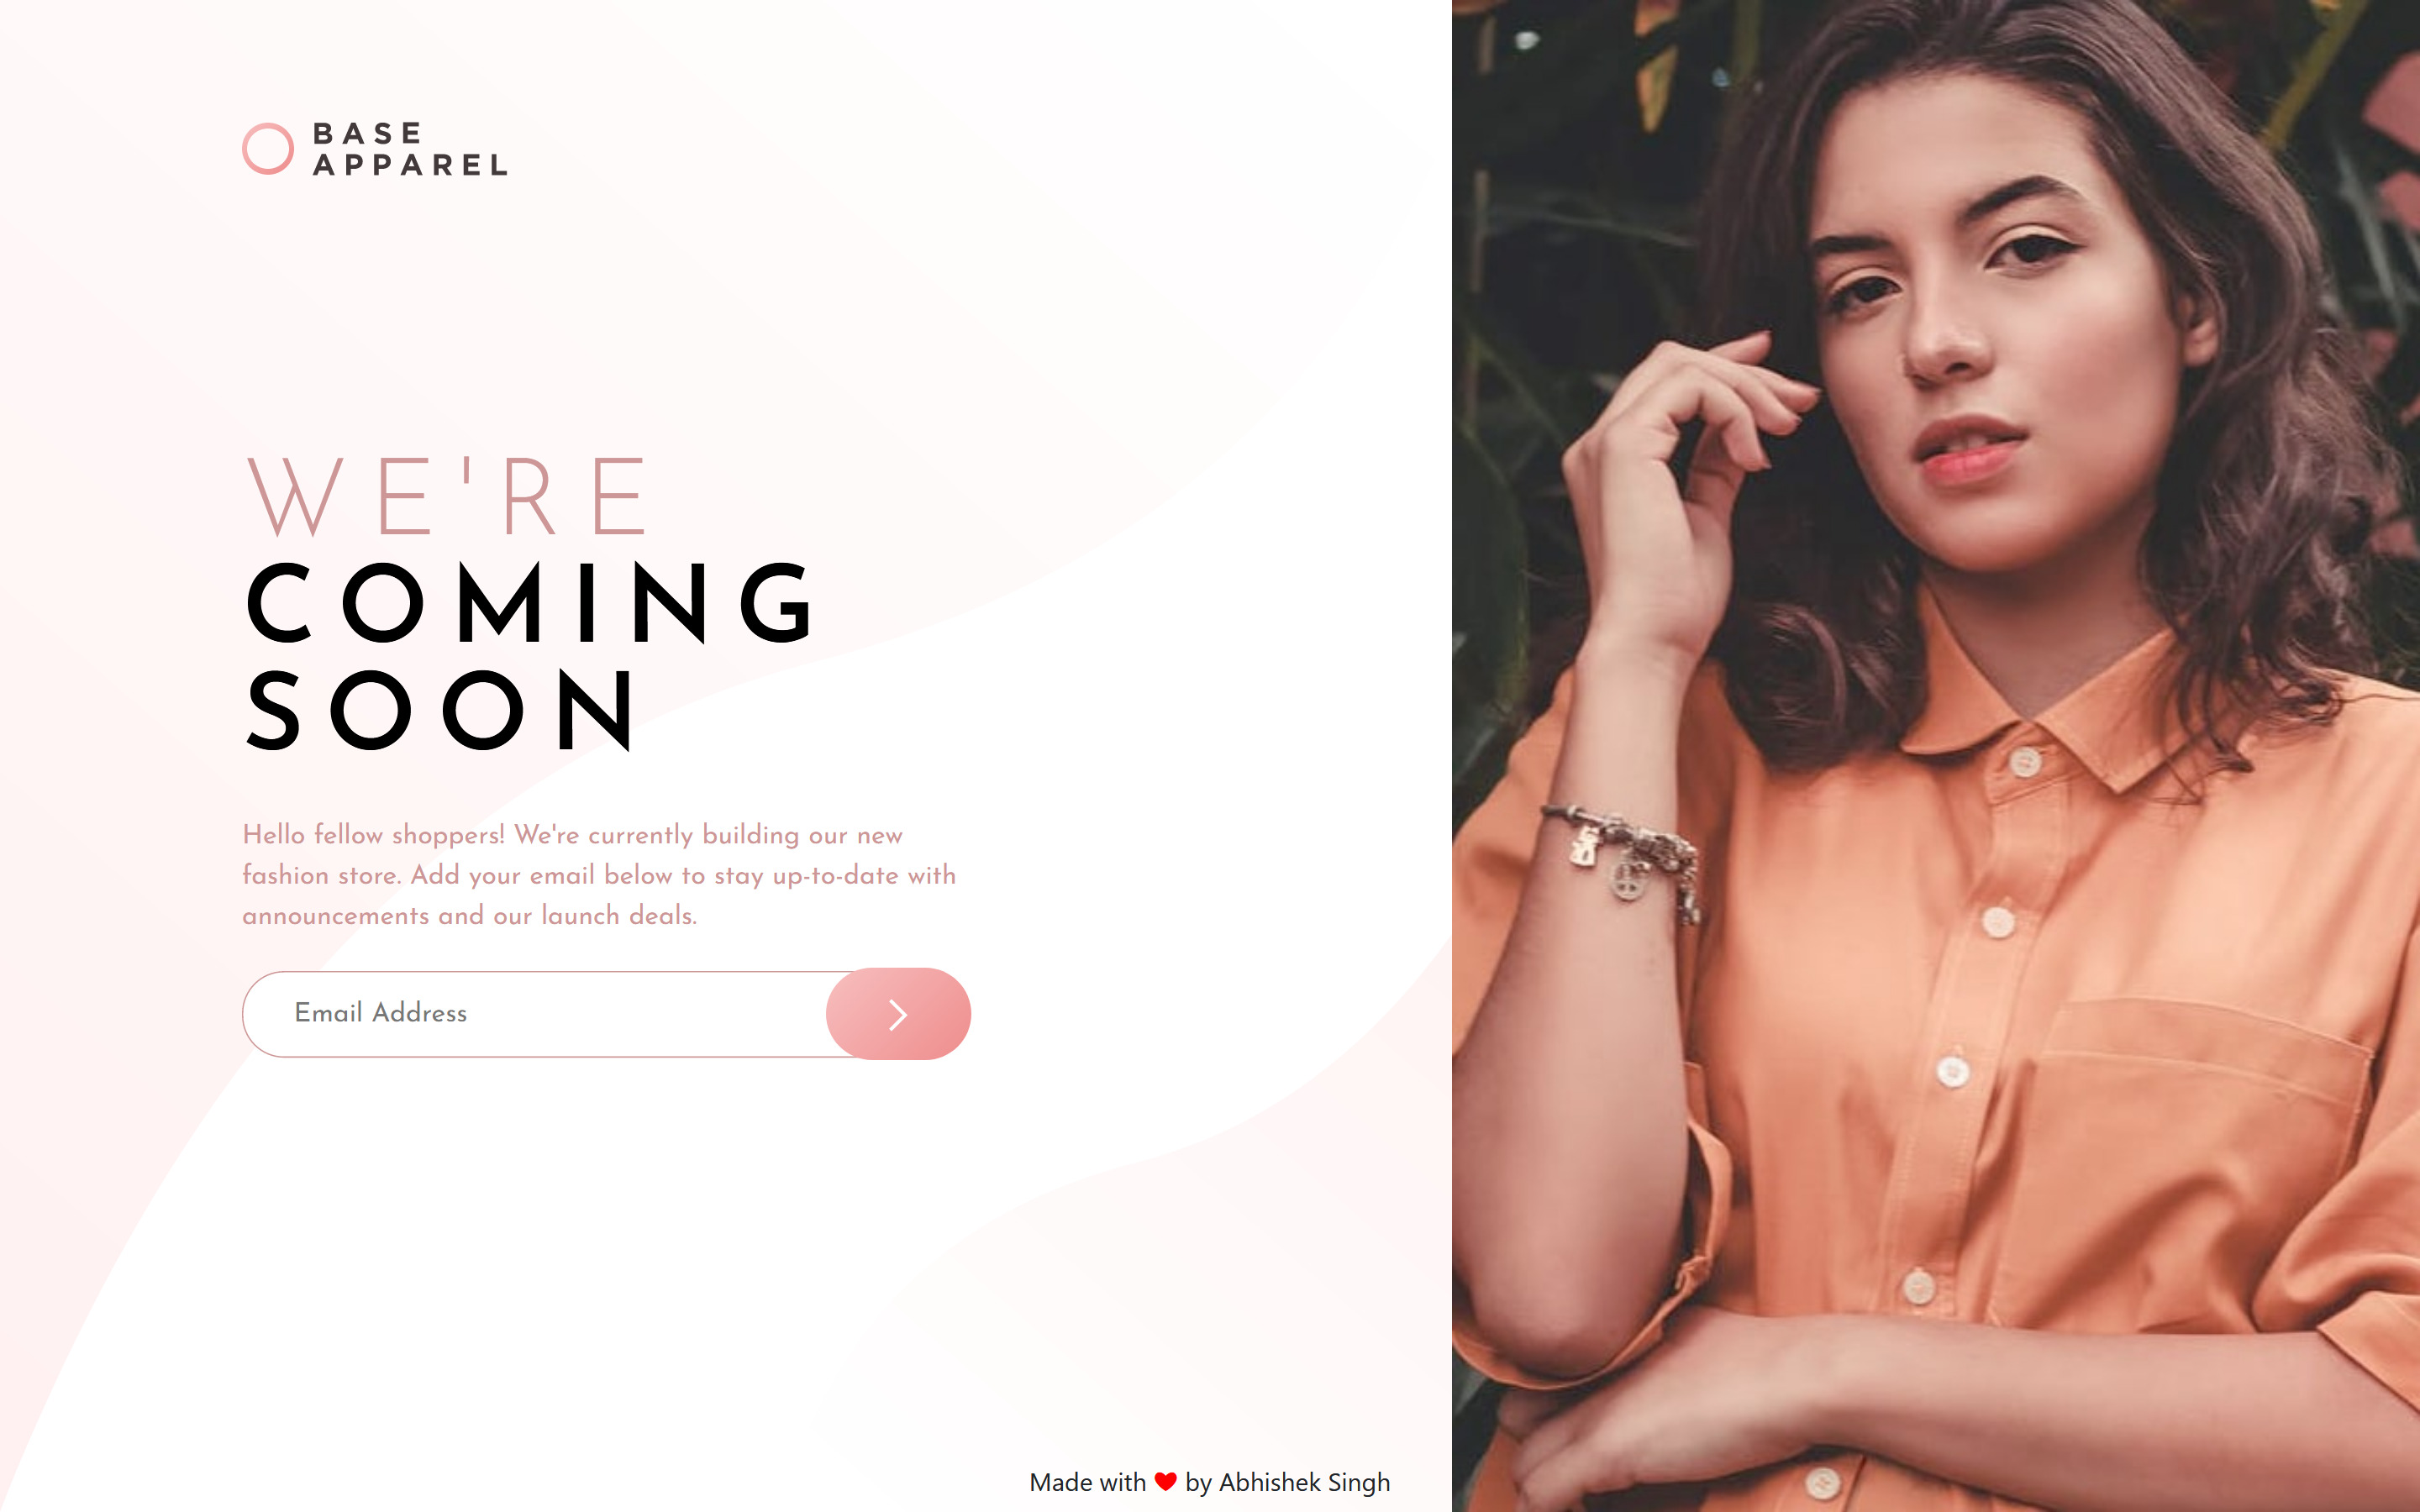 BASE
APPAREL
WE'RE
COMING
SOON
Hello fellow shoppers! We're currently building our new
fashion store. Add your email below to stay up-to-date with
announcements and our launch deals.
Email Address
Made with ❤ by Abhishek Singh